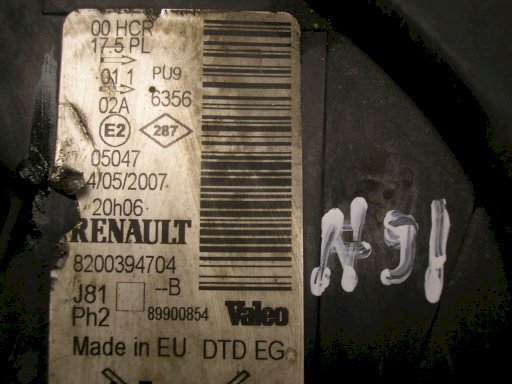 00 HCR
17.5 PL
01.1 PU9
02A 6356
E2 287
05047
4/05/2007
20h06
RENAULT
8200394704
J81 --B
Ph2 89900854 Valeo
Made in EU DTD EG